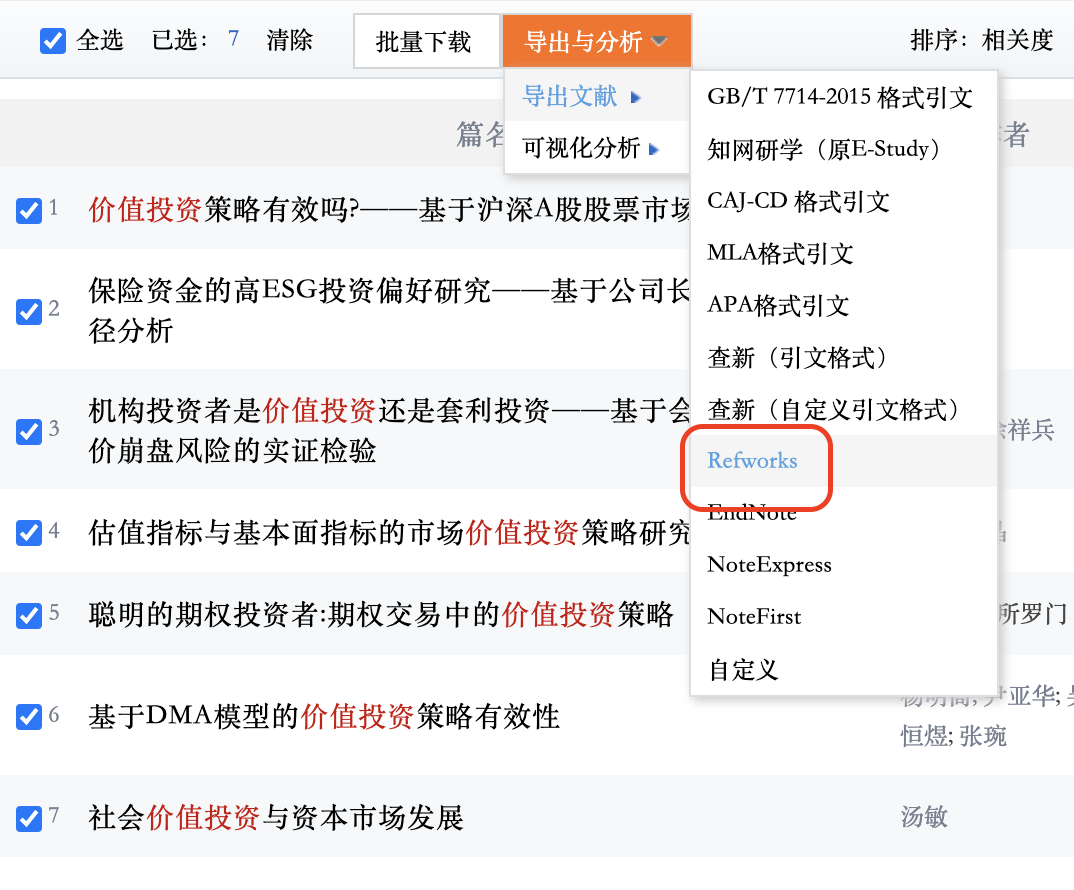 全选 已选： 7 清除 批量下载 导出与分析 排序：相关度
导出文献
可视化分析
GB/T 7714-2015 格式引文
知网研学（原E-Study）
CAJ-CD 格式引文
MLA格式引文
APA格式引文
查新（引文格式）
查新（自定义引文格式）
Refworks
EndNote
NoteExpress
NoteFirst
自定义
篇名 者
1 价值投资策略有效吗?——基于沪深A股股票市场
2 保险资金的高ESG投资偏好研究——基于公司长
径分析
3 机构投资者是价值投资还是套利投资——基于会
价崩盘风险的实证检验
祥兵
4 估值指标与基本面指标的市场价值投资策略研究
5 聪明的期权投资者:期权交易中的价值投资策略
所罗门
6 基于DMA模型的价值投资策略有效性
尹亚华;
恒煜; 张琬
7 社会价值投资与资本市场发展
汤敏